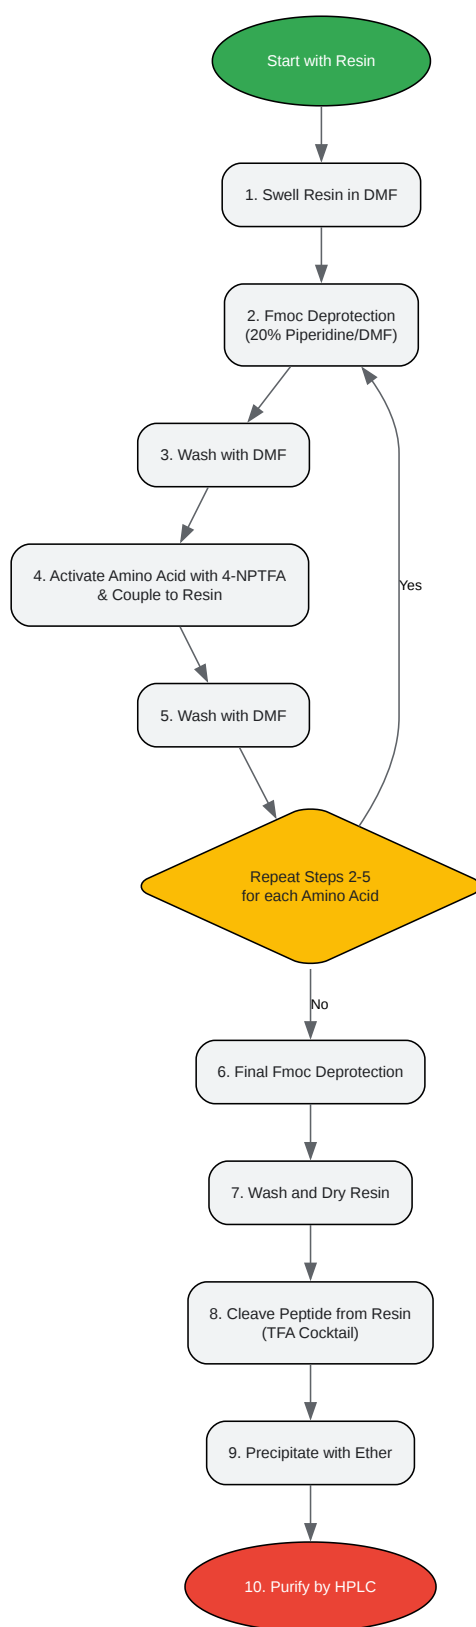 Start with Resin
1. Swell Resin in DMF
2. Fmoc Deprotection
(20% Piperidine/DMF)
3. Wash with DMF
4. Activate Amino Acid with 4-NPTFA
& Couple to Resin
Yes
5. Wash with DMF
Repeat Steps 2-5
for each Amino Acid
No
6. Final Fmoc Deprotection
7. Wash and Dry Resin
8. Cleave Peptide from Resin
(TFA Cocktail)
9. Precipitate with Ether
10. Purify by HPLC